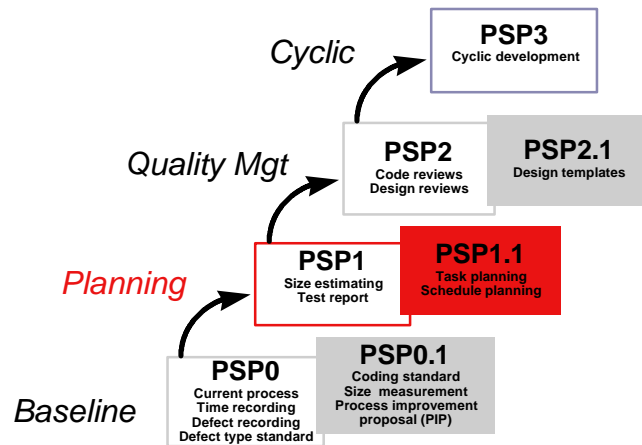 Cyclic
PSP3
Cyclic development
Quality Mgt
PSP2
Code reviews
Design reviews
PSP2.1
Design templates
Planning
PSP1
Size estimating
Test report
PSP1.1
Task planning
Schedule planning
Baseline
PSP0
Current process
Time recording
Defect recording
Defect type standard
PSP0.1
Coding standard
Size measurement
Process improvement
proposal (PIP)